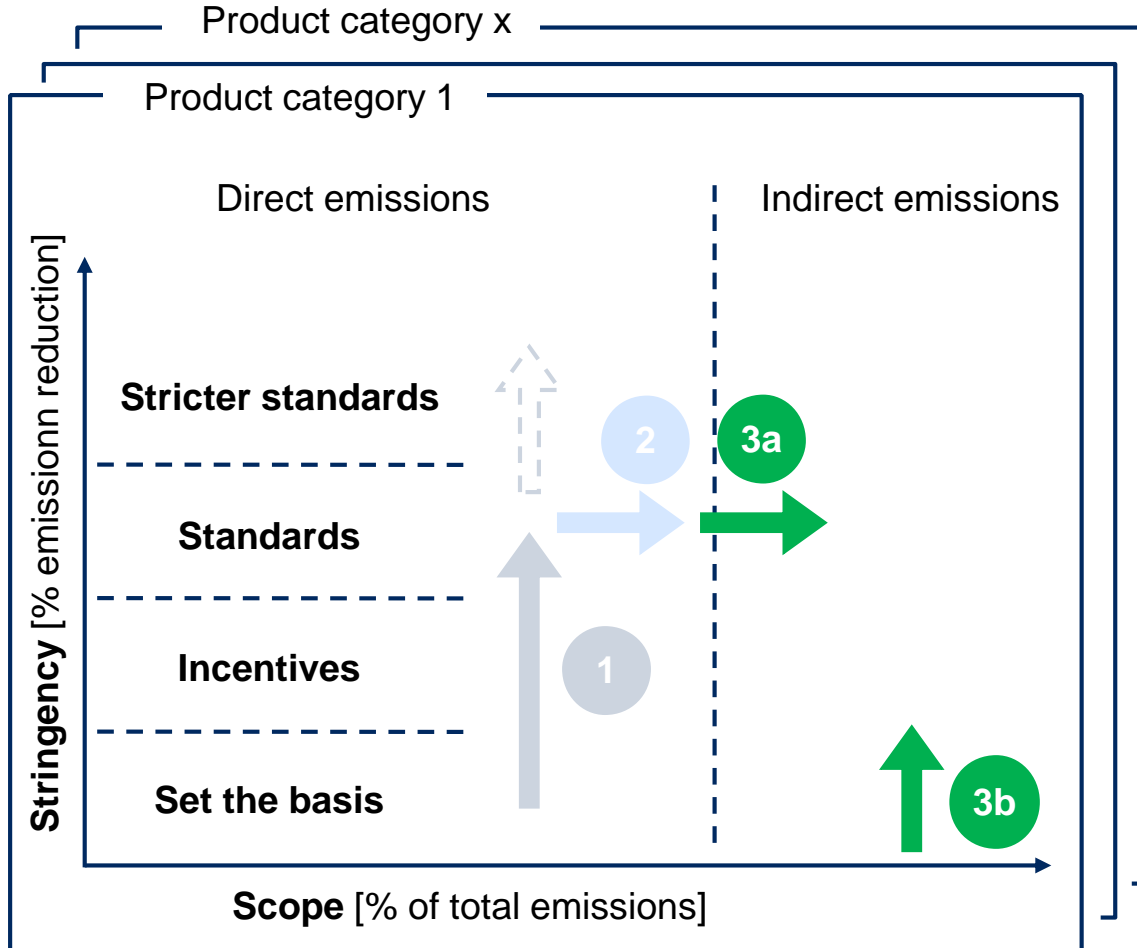 Product category x
Product category 1
Direct emissions
Indirect emissions
Stringency [% emissionn reduction]
Stricter standards
2
3a
Standards
Incentives
1
Set the basis
3b
Scope [% of total emissions]